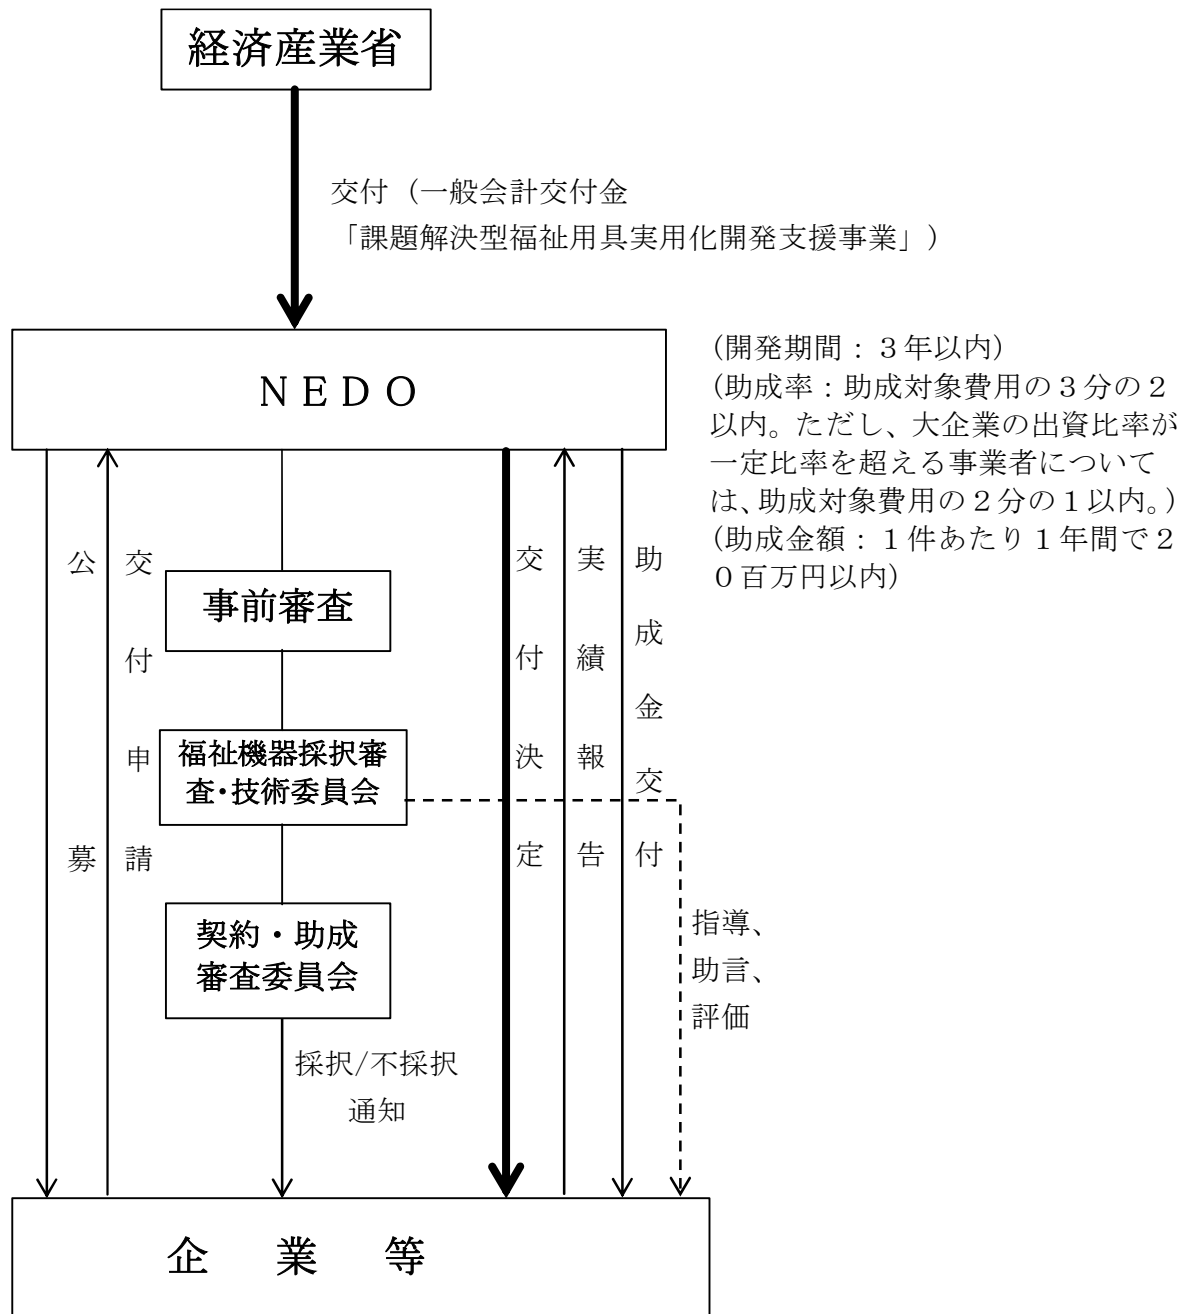 経済産業省
交付（一般会計交付金
「課題解決型福祉用具実用化開発支援事業」）
ＮＥＤＯ
(開発期間：３年以内)
(助成率：助成対象費用の３分の２
以内。ただし、大企業の出資比率が
一定比率を超える事業者について
は、助成対象費用の２分の１以内。)
(助成金額：１件あたり１年間で２
０百万円以内)
公募
交付申請
事前審査
福祉機器採択審
査・技術委員会
契約・助成
審査委員会
採択/不採択
通知
交付決定
実績報告
助成金交付
指導、
助言、
評価
企業等